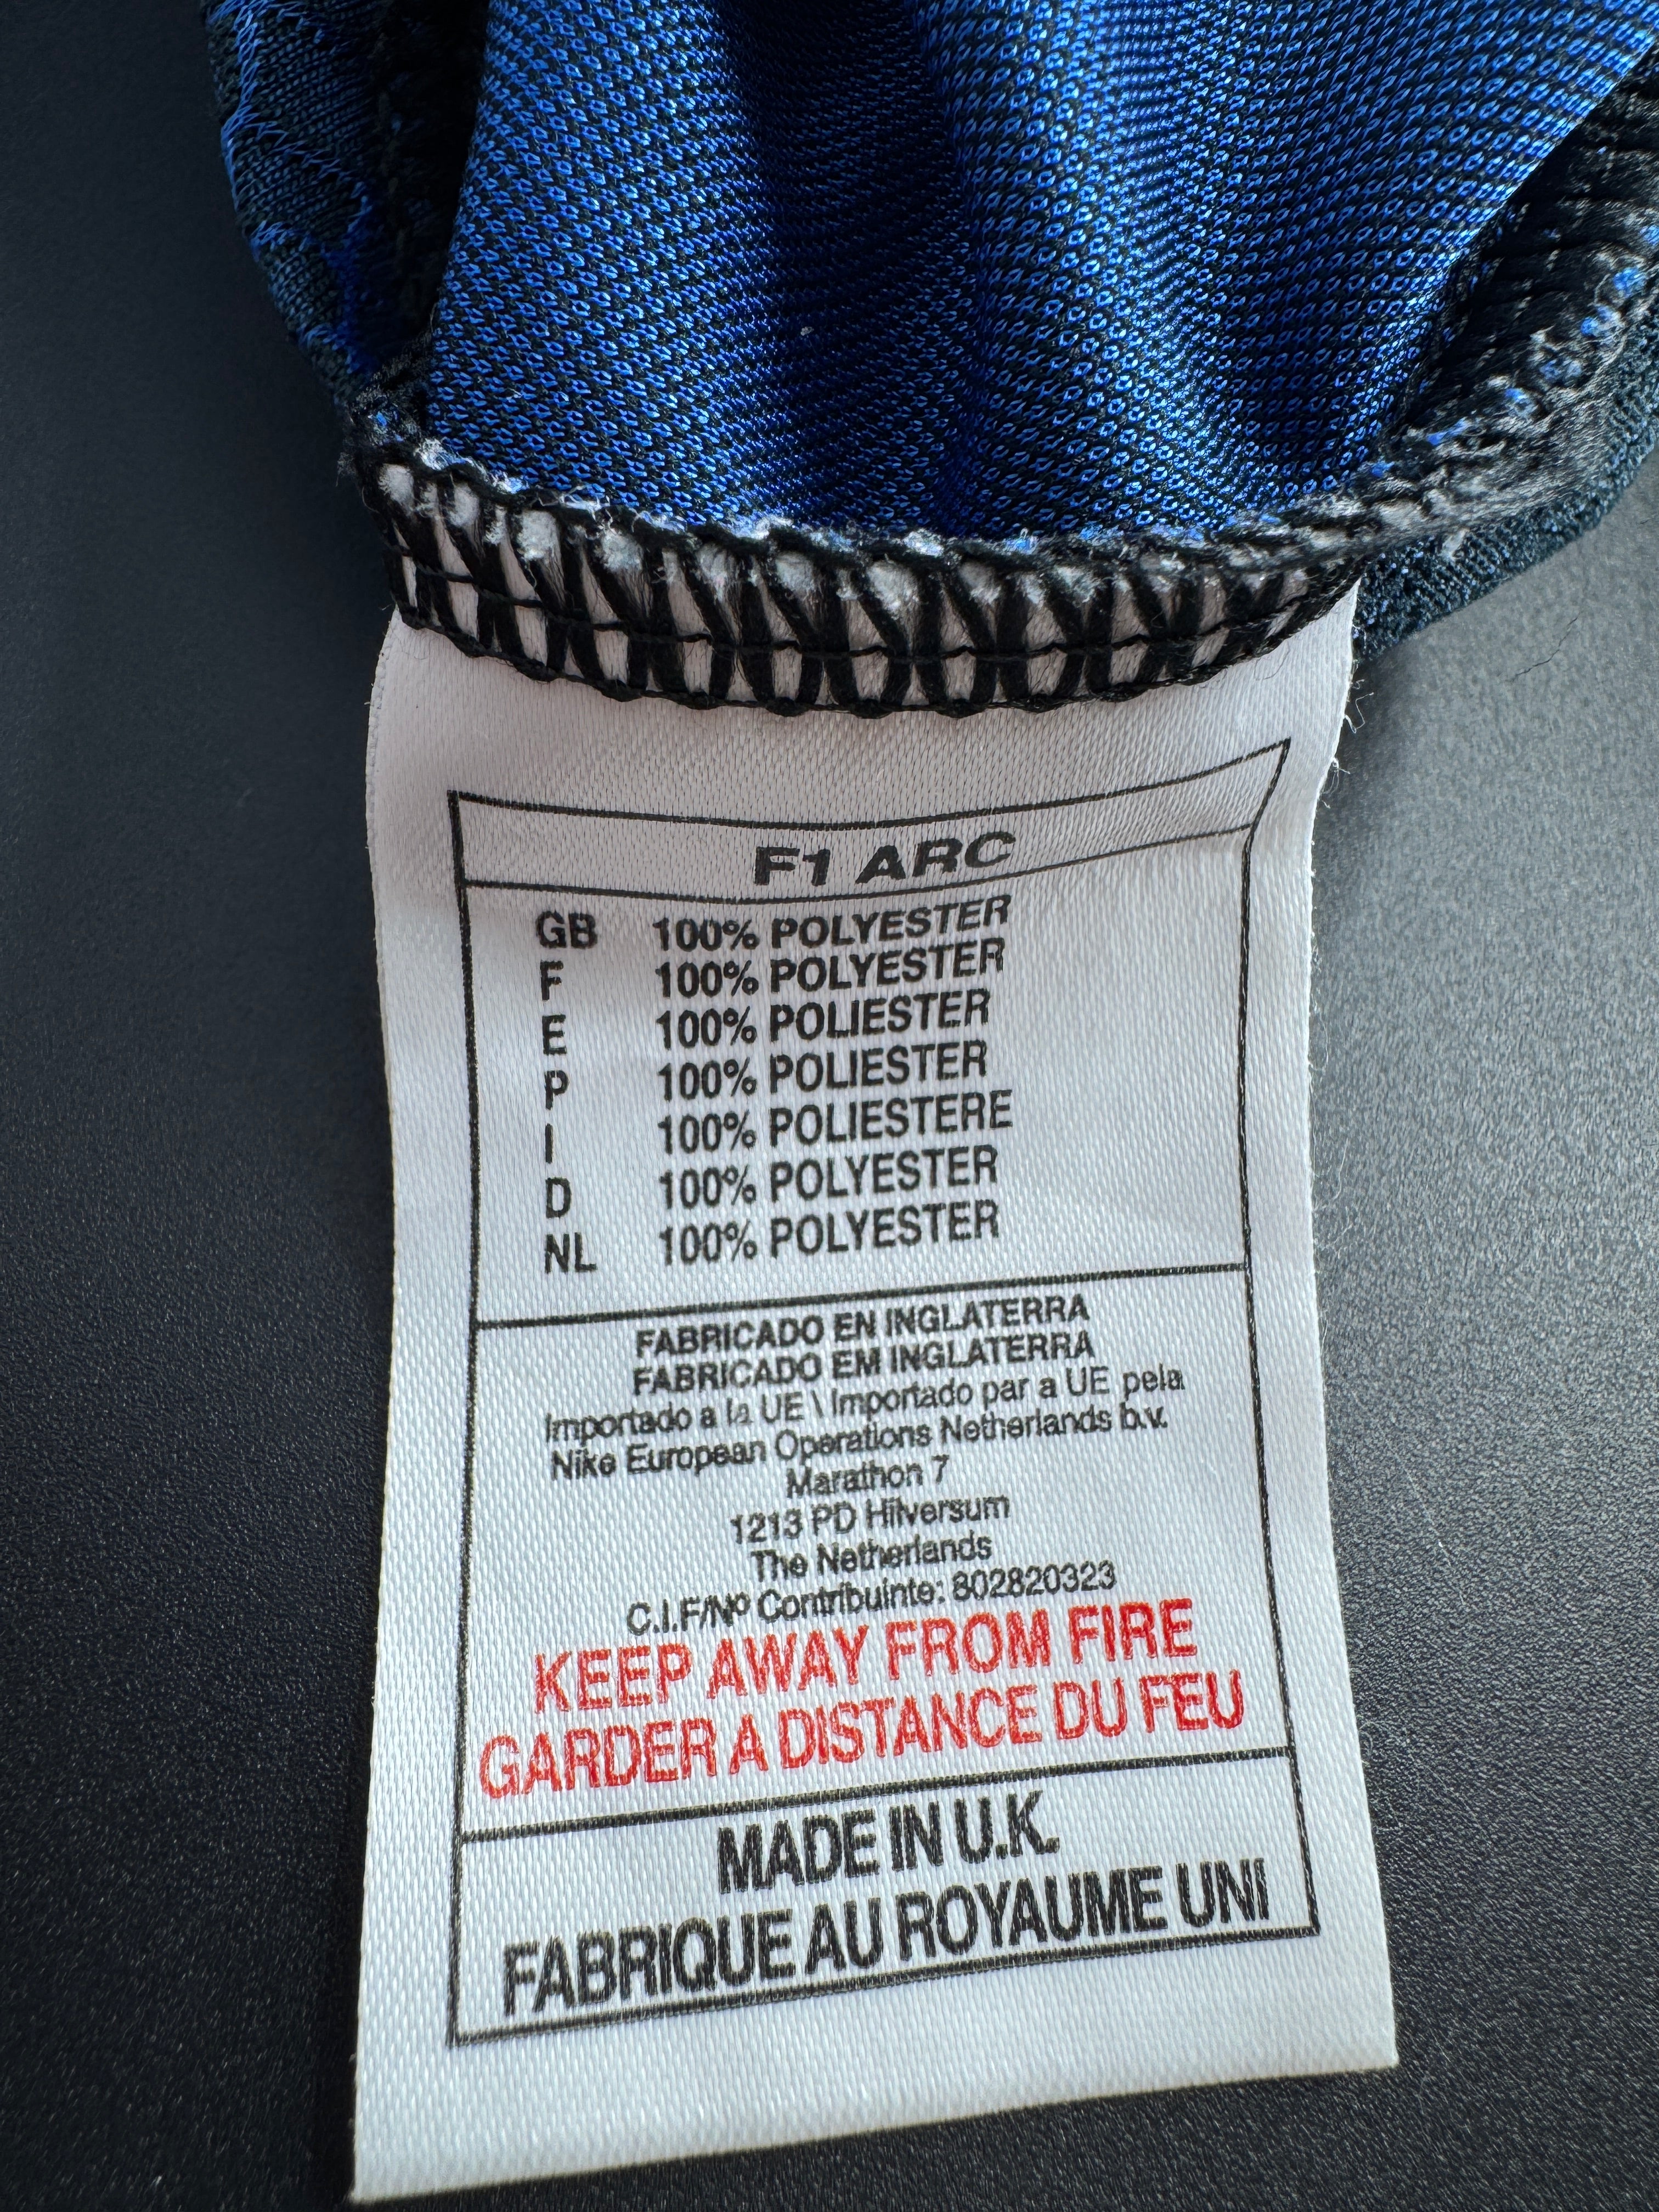 F1 ARC
GB 100% POLYESTER
F 100% POLYESTER
E 100% POLIESTER
P 100% POLIESTER
I 100% POLIESTERE
D 100% POLYESTER
NL 100% POLYESTER
FABRICADO EN INGLATERRA
FABRICADO EM INGLATERRA
Importado a la UE \ Importado par a UE pela
Nike European Operations Netherlands b.v.
Marathon 7
1213 PD Hilversum
The Netherlands
C.I.F/Nº Contribuinte: 802820323
KEEP AWAY FROM FIRE
GARDER A DISTANCE DU FEU
MADE IN U.K.
FABRIQUE AU ROYAUME UNI